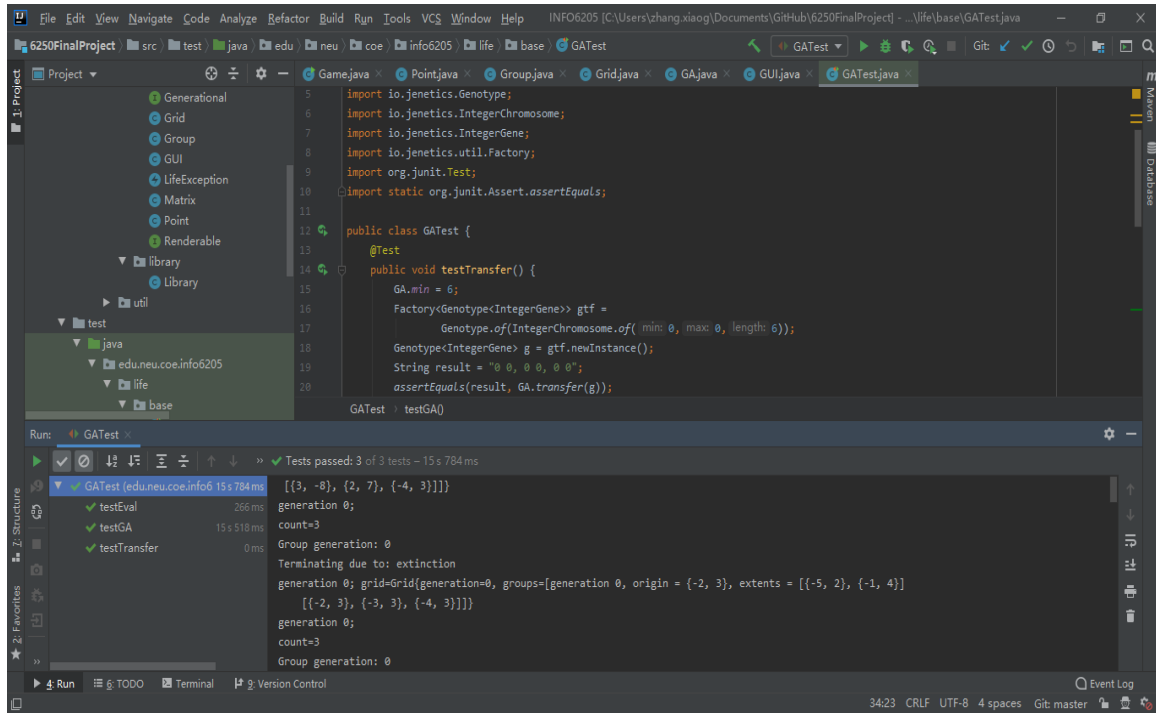 File Edit View Navigate Code Analyze Refactor Build Run Tools VCS Window Help INFO6205 [C:\Users\zhang.xiaog\Documents\GitHub\6250FinalProject] - ...\life\base\GATest.java
6250FinalProject src test java edu neu coe info6205 life base GATest GATest Git:
Project Game.java Point.java Group.java Grid.java GA.java GUI.java GATest.java
1: Project
Maven
Database
Generational
Grid
Group
GUI
LifeException
Matrix
Point
Renderable
library
Library
util
test
java
edu.neu.coe.info6205
life
base
5 import io.jenetics.Genotype;
6 import io.jenetics.IntegerChromosome;
7 import io.jenetics.IntegerGene;
8 import io.jenetics.util.Factory;
9 import org.junit.Test;
10 import static org.junit.Assert.assertEquals;
11
12 public class GATest {
13 @Test
14 public void testTransfer() {
15 GA.min = 6;
16 Factory<Genotype<IntegerGene>> gtf =
17 Genotype.of(IntegerChromosome.of( min: 0, max: 0, length: 6));
18 Genotype<IntegerGene> g = gtf.newInstance();
19 String result = "0 0, 0 0, 0 0";
20 assertEquals(result, GA.transfer(g));
GATest testGA()
Run: GATest
Tests passed: 3 of 3 tests – 15 s 784 ms
GATest (edu.neu.coe.info6 15 s 784 ms
testEval 266 ms
testGA 15 s 518 ms
testTransfer 0 ms
[{3, -8}, {2, 7}, {-4, 3}]]}
generation 0;
count=3
Group generation: 0
Terminating due to: extinction
generation 0; grid=Grid{generation=0, groups=[generation 0, origin = {-2, 3}, extents = [{-5, 2}, {-1, 4}]
[{-2, 3}, {-3, 3}, {-4, 3}]]}
generation 0;
count=3
Group generation: 0
7: Structure
2: Favorites
4: Run 6: TODO Terminal 9: Version Control Event Log
34:23 CRLF UTF-8 4 spaces Git: master